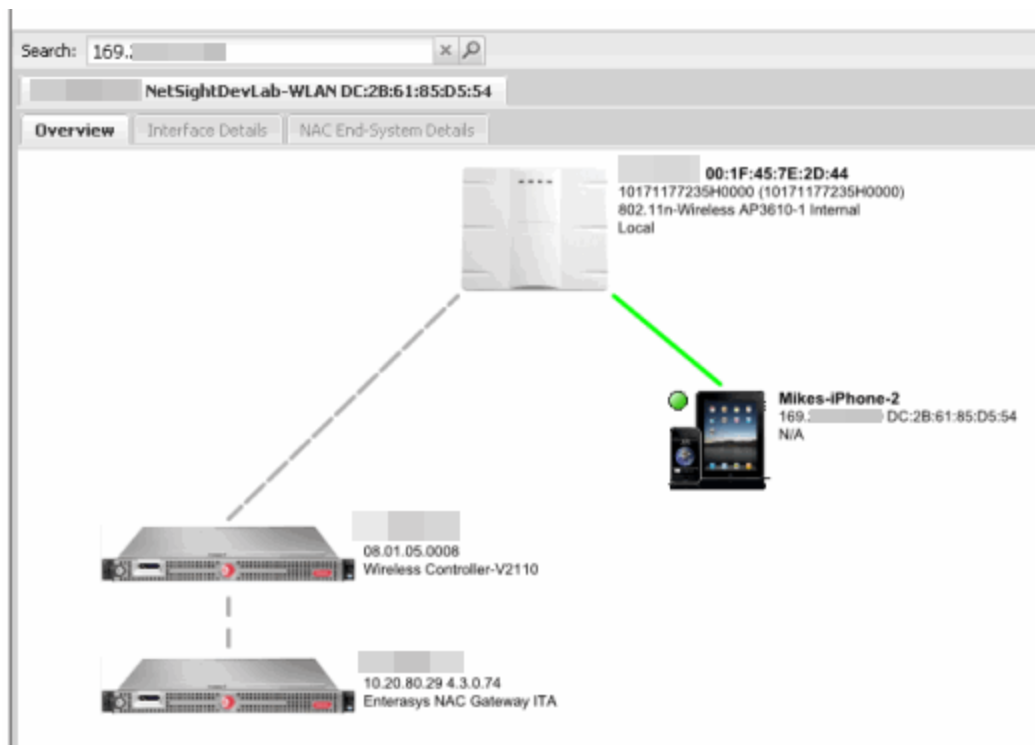 Search: 169.
NetSightDevLab-WLAN DC:2B:61:85:D5:54
Overview Interface Details NAC End-System Details
00:1F:45:7E:2D:44
10171177235H0000 (10171177235H0000)
802.11n-Wireless AP3610-1 Internal
Local
Mikes-iPhone-2
169. DC:2B:61:85:D5:54
N/A
08.01.05.0008
Wireless Controller-V2110
10.20.80.29 4.3.0.74
Enterasys NAC Gateway ITA